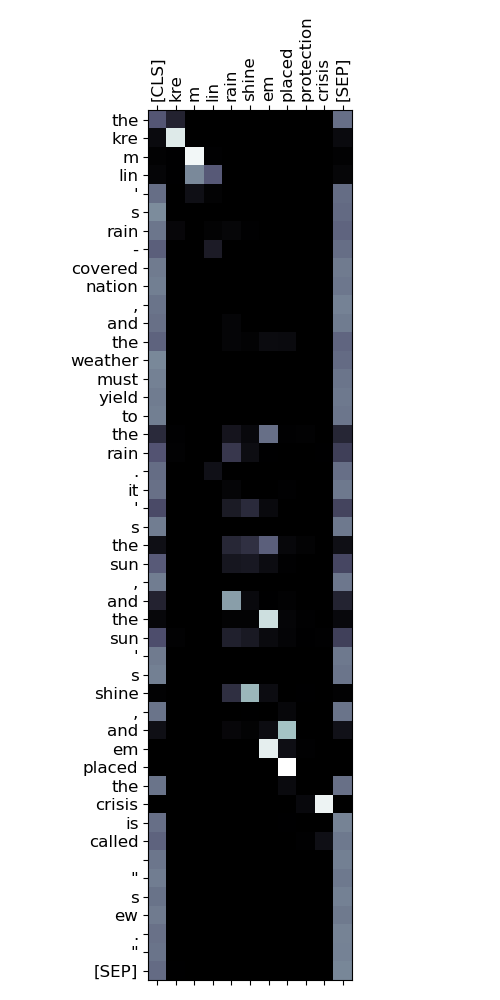 [CLS]
kre
m
lin
rain
shine
em
placed
protection
crisis
[SEP]
the
kre
m
lin
'
s
rain
-
covered
nation
,
and
the
weather
must
yield
to
the
rain
.
it
'
s
the
sun
,
and
the
sun
'
s
shine
,
and
em
placed
the
crisis
is
called
"
s
ew
.
"
[SEP]